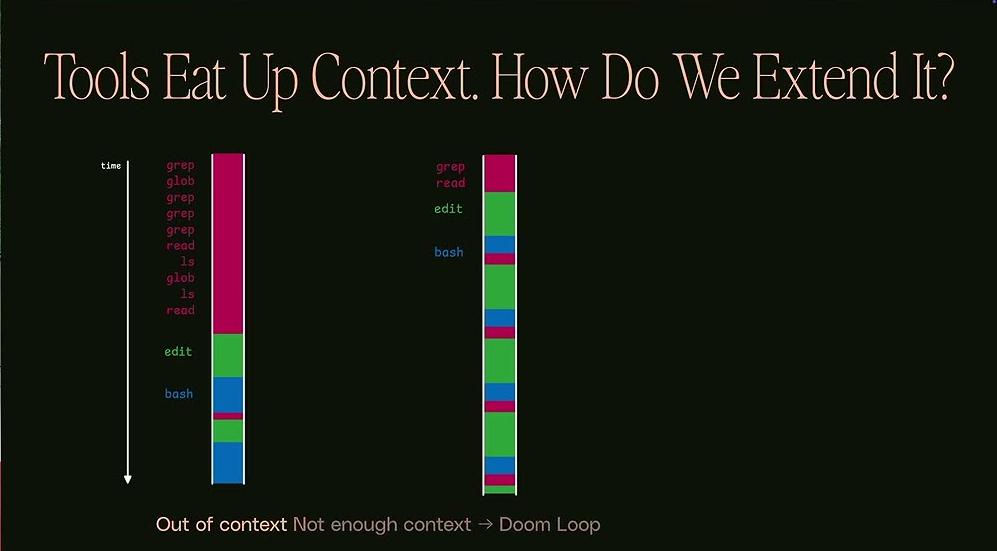 Tools Eat Up Context. How Do We Extend It?
time
grep
glob
grep
grep
grep
read
ls
glob
ls
read
edit
bash
grep
read
edit
bash
Out of context Not enough context → Doom Loop